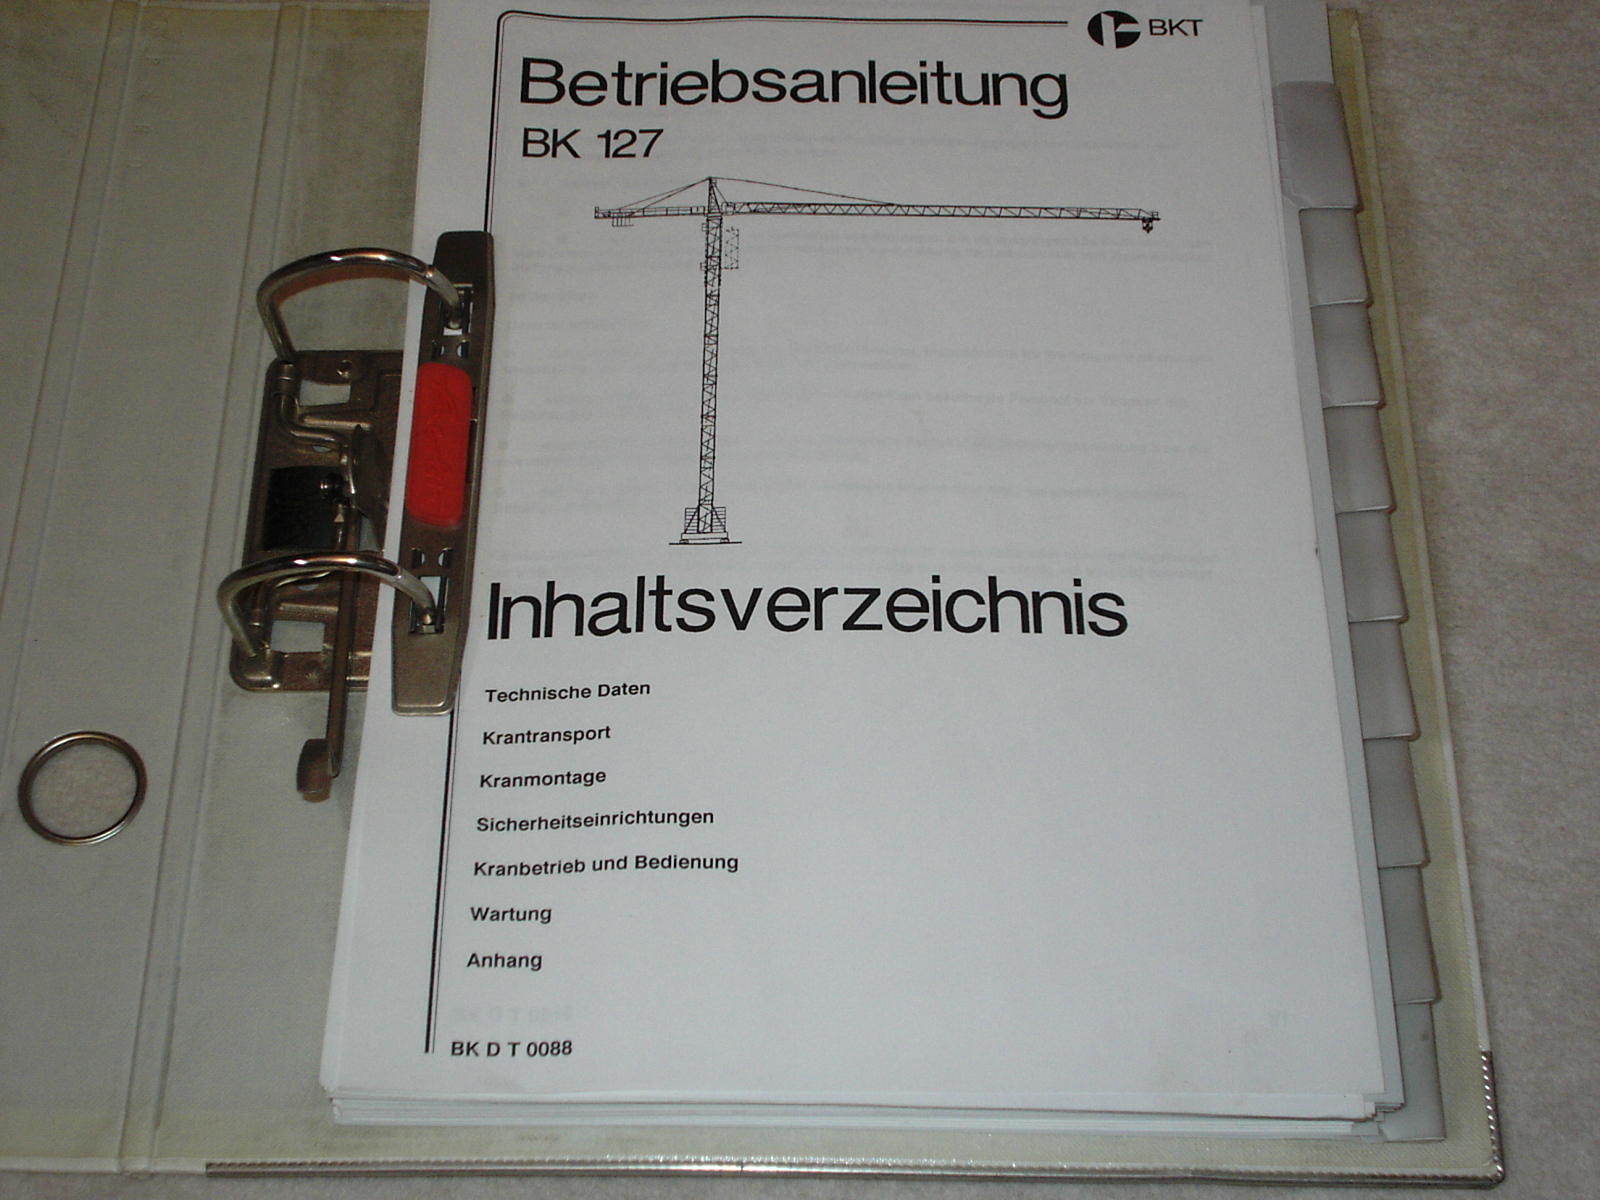 BKT
Betriebsanleitung
BK 127
Inhaltsverzeichnis
Technische Daten
Krantransport
Kranmontage
Sicherheitseinrichtungen
Kranbetrieb und Bedienung
Wartung
Anhang
BK D T 0088